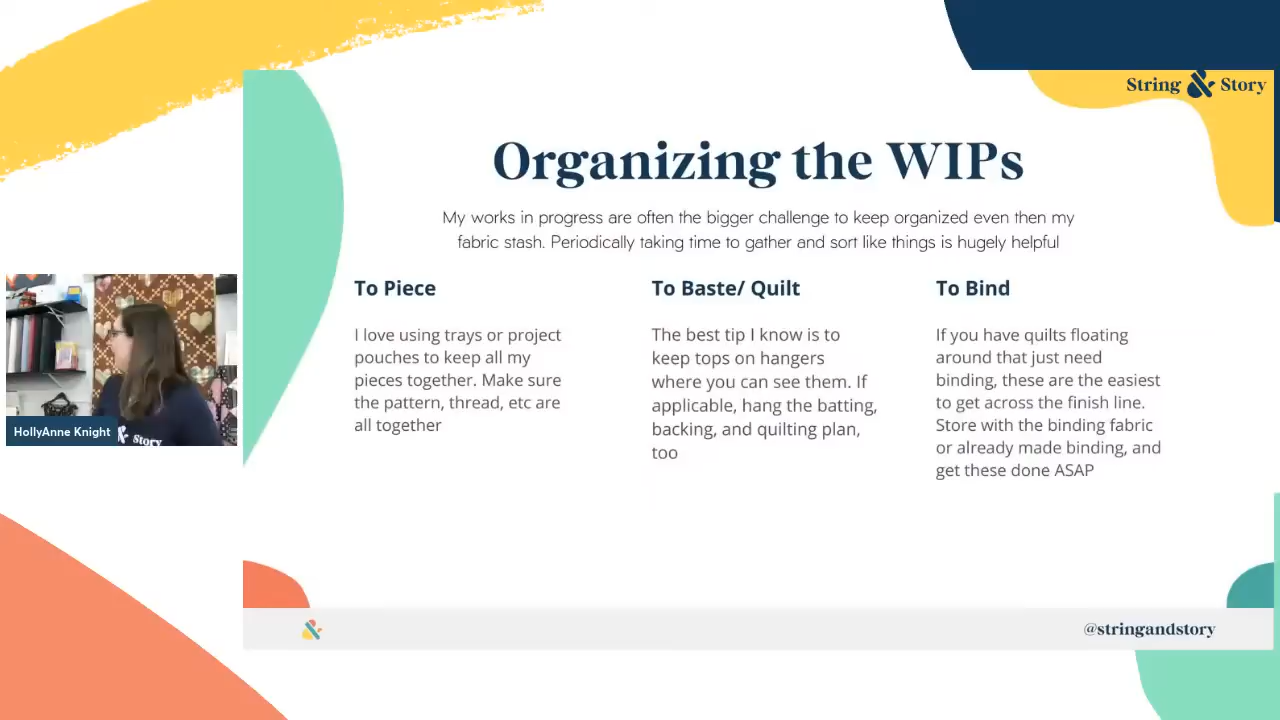 String & Story
Organizing the WIPs
My works in progress are often the bigger challenge to keep organized even then my
fabric stash. Periodically taking time to gather and sort like things is hugely helpful
To Piece
I love using trays or project
pouches to keep all my
pieces together. Make sure
the pattern, thread, etc are
all together
To Baste/ Quilt
The best tip I know is to
keep tops on hangers
where you can see them. If
applicable, hang the batting,
backing, and quilting plan,
too
To Bind
If you have quilts floating
around that just need
binding, these are the easiest
to get across the finish line.
Store with the binding fabric
or already made binding, and
get these done ASAP
HollyAnne Knight
& Story
@stringandstory